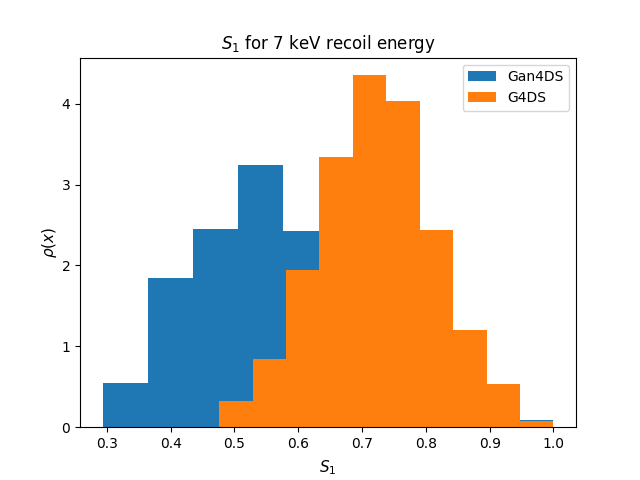 S₁ for 7 keV recoil energy
Gan4DS
G4DS
ρ(x)
4
3
2
1
0
0.3 0.4 0.5 0.6 0.7 0.8 0.9 1.0
S₁